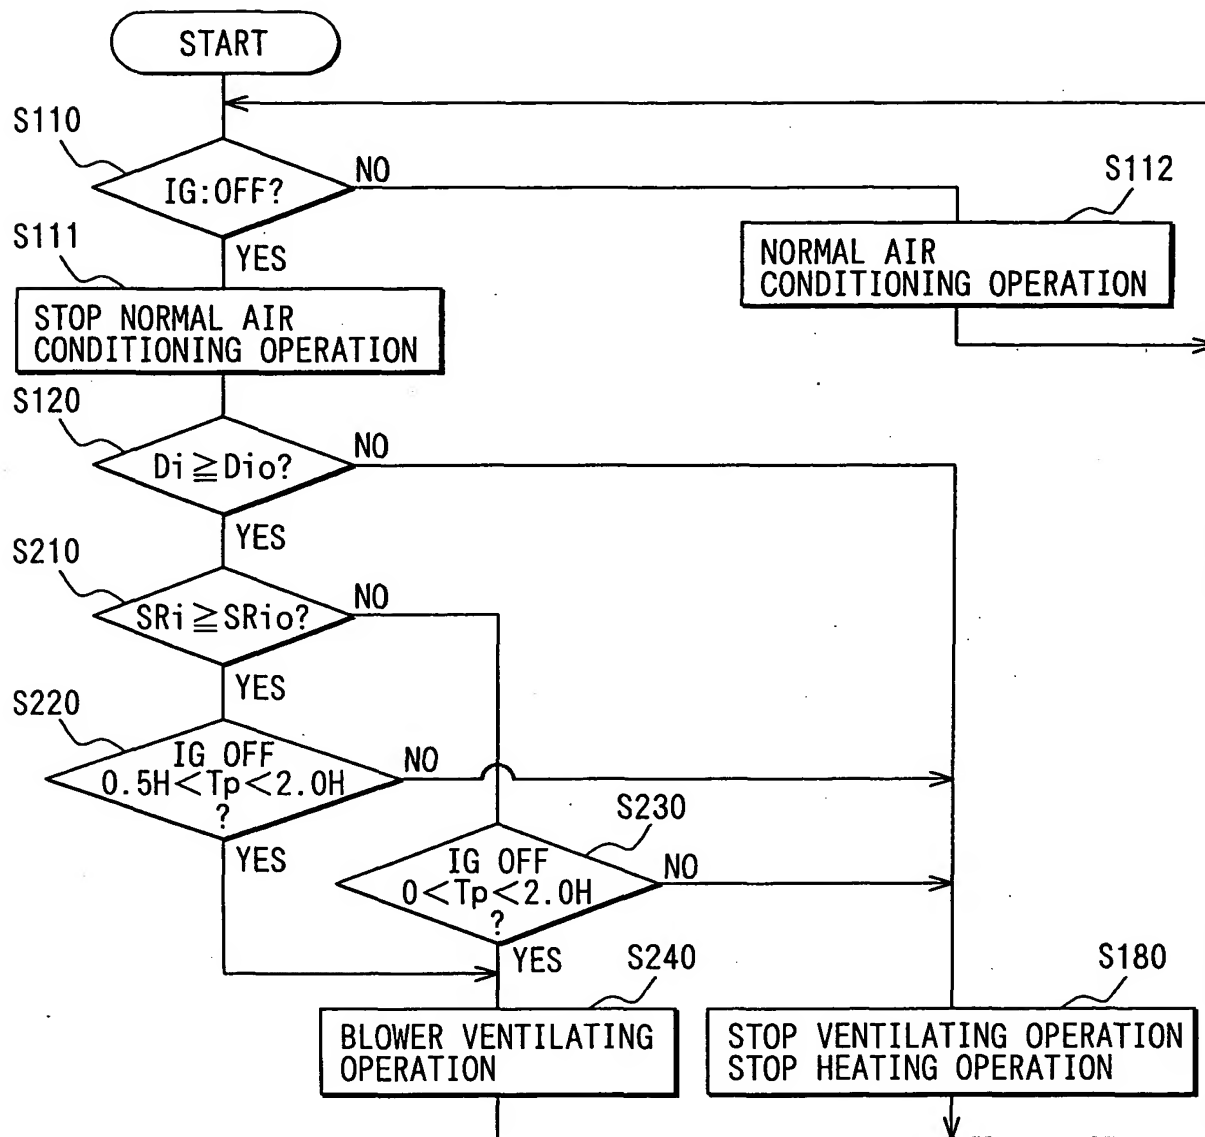 START
S110
IG:OFF?
NO
S112
NORMAL AIR
CONDITIONING OPERATION
S111
YES
STOP NORMAL AIR
CONDITIONING OPERATION
S120
Di≧Dio?
NO
YES
S210
SRi≧SRio?
NO
YES
S220
IG OFF
0.5H<Tp<2.0H
?
NO
YES
S230
IG OFF
0<Tp<2.0H
?
NO
YES
S240
BLOWER VENTILATING
OPERATION
S180
STOP VENTILATING OPERATION
STOP HEATING OPERATION